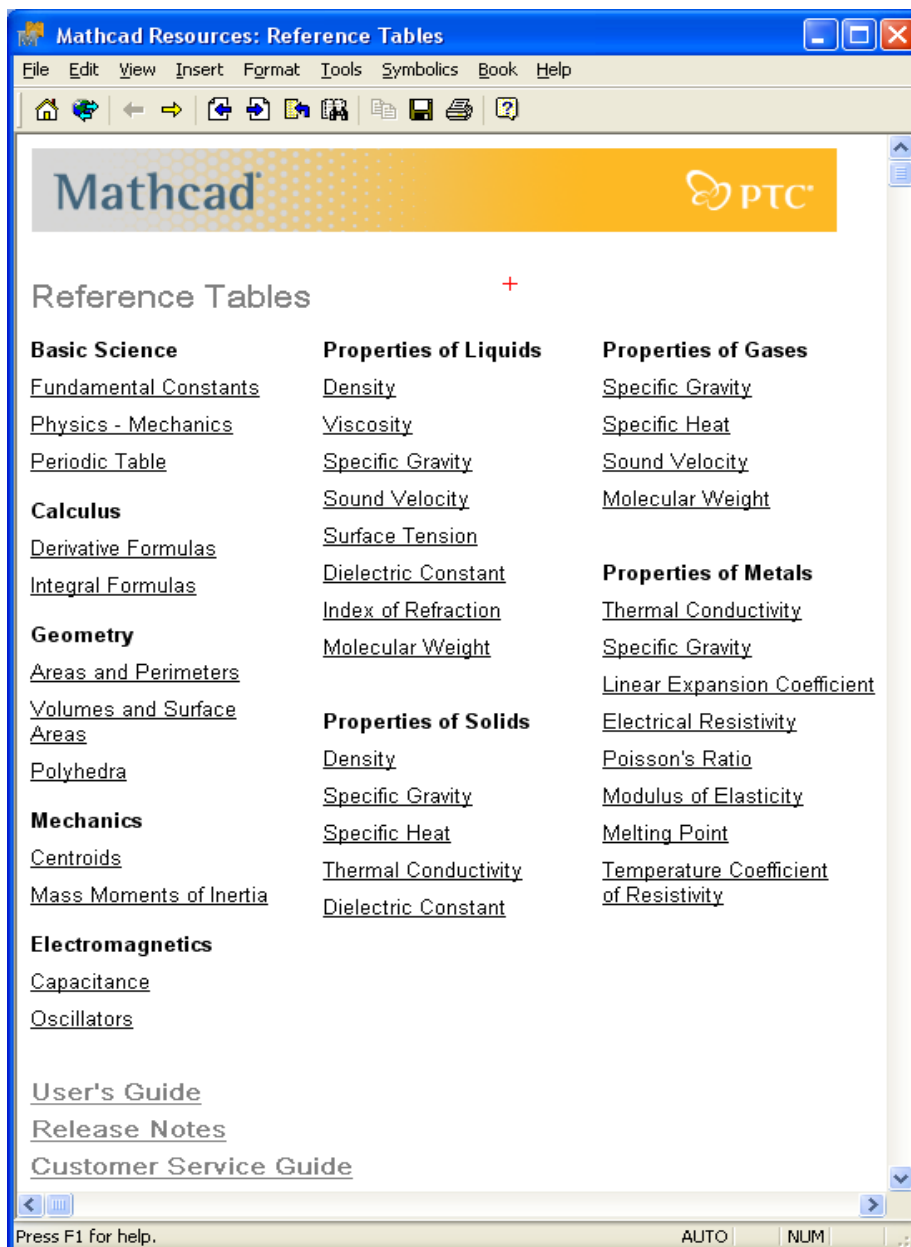 Mathcad Resources: Reference Tables
File Edit View Insert Format Tools Symbolics Book Help
Mathcad
PTC
Reference Tables
Basic Science
Fundamental Constants
Physics - Mechanics
Periodic Table
Calculus
Derivative Formulas
Integral Formulas
Geometry
Areas and Perimeters
Volumes and Surface
Areas
Polyhedra
Mechanics
Centroids
Mass Moments of Inertia
Electromagnetics
Capacitance
Oscillators
Properties of Liquids
Density
Viscosity
Specific Gravity
Sound Velocity
Surface Tension
Dielectric Constant
Index of Refraction
Molecular Weight
Properties of Solids
Density
Specific Gravity
Specific Heat
Thermal Conductivity
Dielectric Constant
Properties of Gases
Specific Gravity
Specific Heat
Sound Velocity
Molecular Weight
Properties of Metals
Thermal Conductivity
Specific Gravity
Linear Expansion Coefficient
Electrical Resistivity
Poisson's Ratio
Modulus of Elasticity
Melting Point
Temperature Coefficient
of Resistivity
User's Guide
Release Notes
Customer Service Guide
Press F1 for help. AUTO NUM